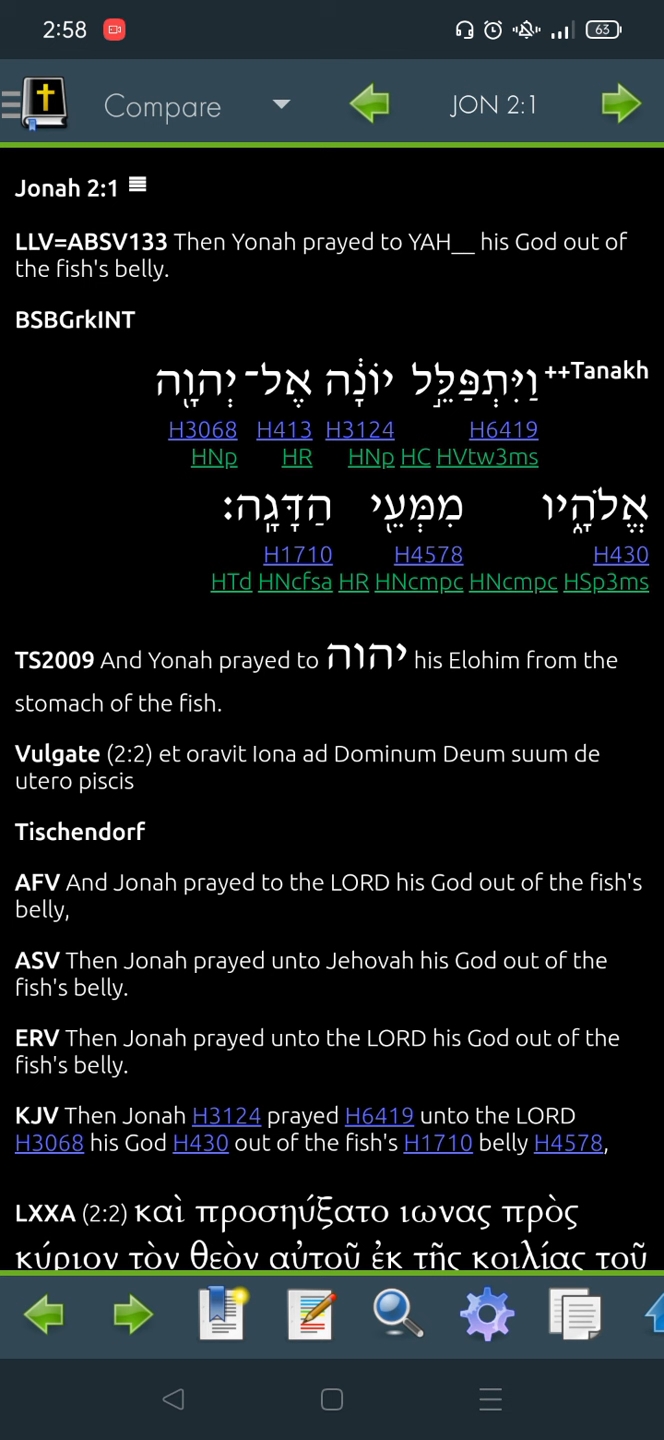 2:58
63
Compare
JON 2:1
Jonah 2:1
LLV=ABSV133 Then Yonah prayed to YAH__ his God out of
the fish's belly.
BSBGrkINT
++Tanakh וַיִּתְפַּלֵּ֣ל יוֹנָ֔ה אֶל־ יְהוָ֖ה
H3068 H413 H3124 H6419
HNp HR HNp HC HVtw3ms
אֱלֹהָ֑יו מִמְּעֵ֖י הַדָּגָֽה׃
H1710 H4578 H430
HTd HNcfsa HR HNcmpc HNcmpc HSp3ms
TS2009 And Yonah prayed to יהוה his Elohim from the
stomach of the fish.
Vulgate (2:2) et oravit Iona ad Dominum Deum suum de
utero piscis
Tischendorf
AFV And Jonah prayed to the LORD his God out of the fish's
belly,
ASV Then Jonah prayed unto Jehovah his God out of the
fish's belly.
ERV Then Jonah prayed unto the LORD his God out of the
fish's belly.
KJV Then Jonah H3124 prayed H6419 unto the LORD
H3068 his God H430 out of the fish's H1710 belly H4578,
LXXA (2:2) καὶ προσηύξατο ιωνας πρὸς
κύριον τὸν θεὸν αὐτοῦ ἐκ τῆς κοιλίας τοῦ